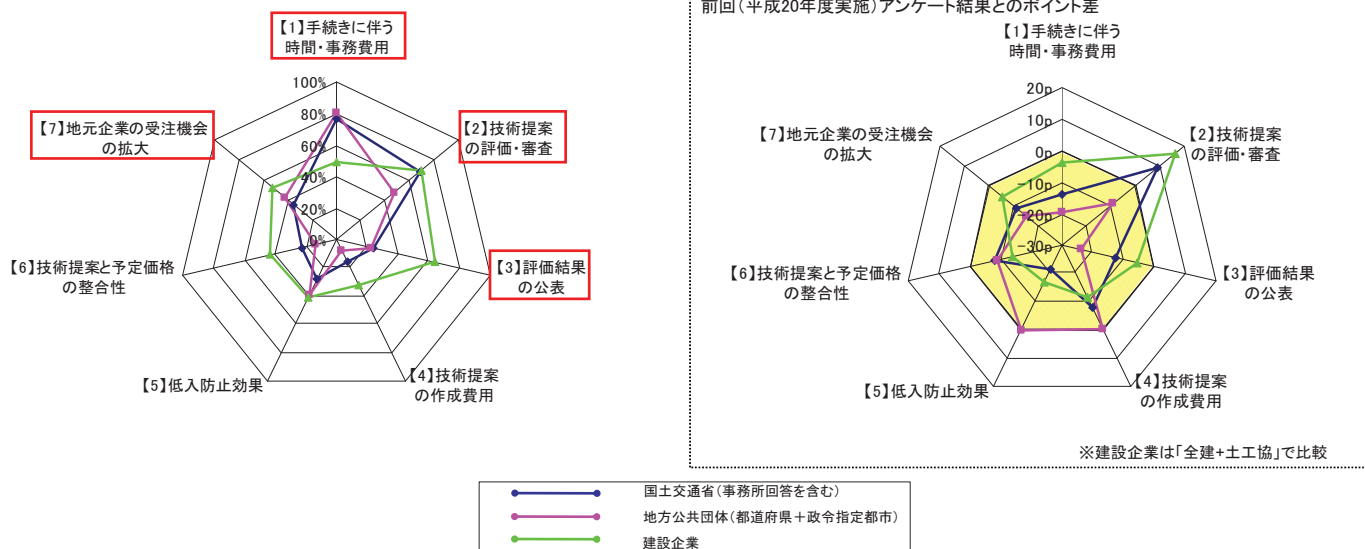 【1】手続きに伴う
時間・事務費用
100%
80%
60%
40%
20%
0%
【2】技術提案
の評価・審査
【3】評価結果
の公表
【4】技術提案
の作成費用
【5】低入防止効果
【6】技術提案と予定価格
の整合性
【7】地元企業の受注機会
の拡大
前回(平成20年度実施)アンケート結果とのポイント差
【1】手続きに伴う
時間・事務費用
20p
10p
0p
-10p
-20p
-30p
【2】技術提案
の評価・審査
【3】評価結果
の公表
【4】技術提案
の作成費用
【5】低入防止効果
【6】技術提案と予定価格
の整合性
【7】地元企業の受注機会
の拡大
※建設企業は「全建+土工協」で比較
国土交通省(事務所回答を含む)
地方公共団体(都道府県+政令指定都市)
建設企業